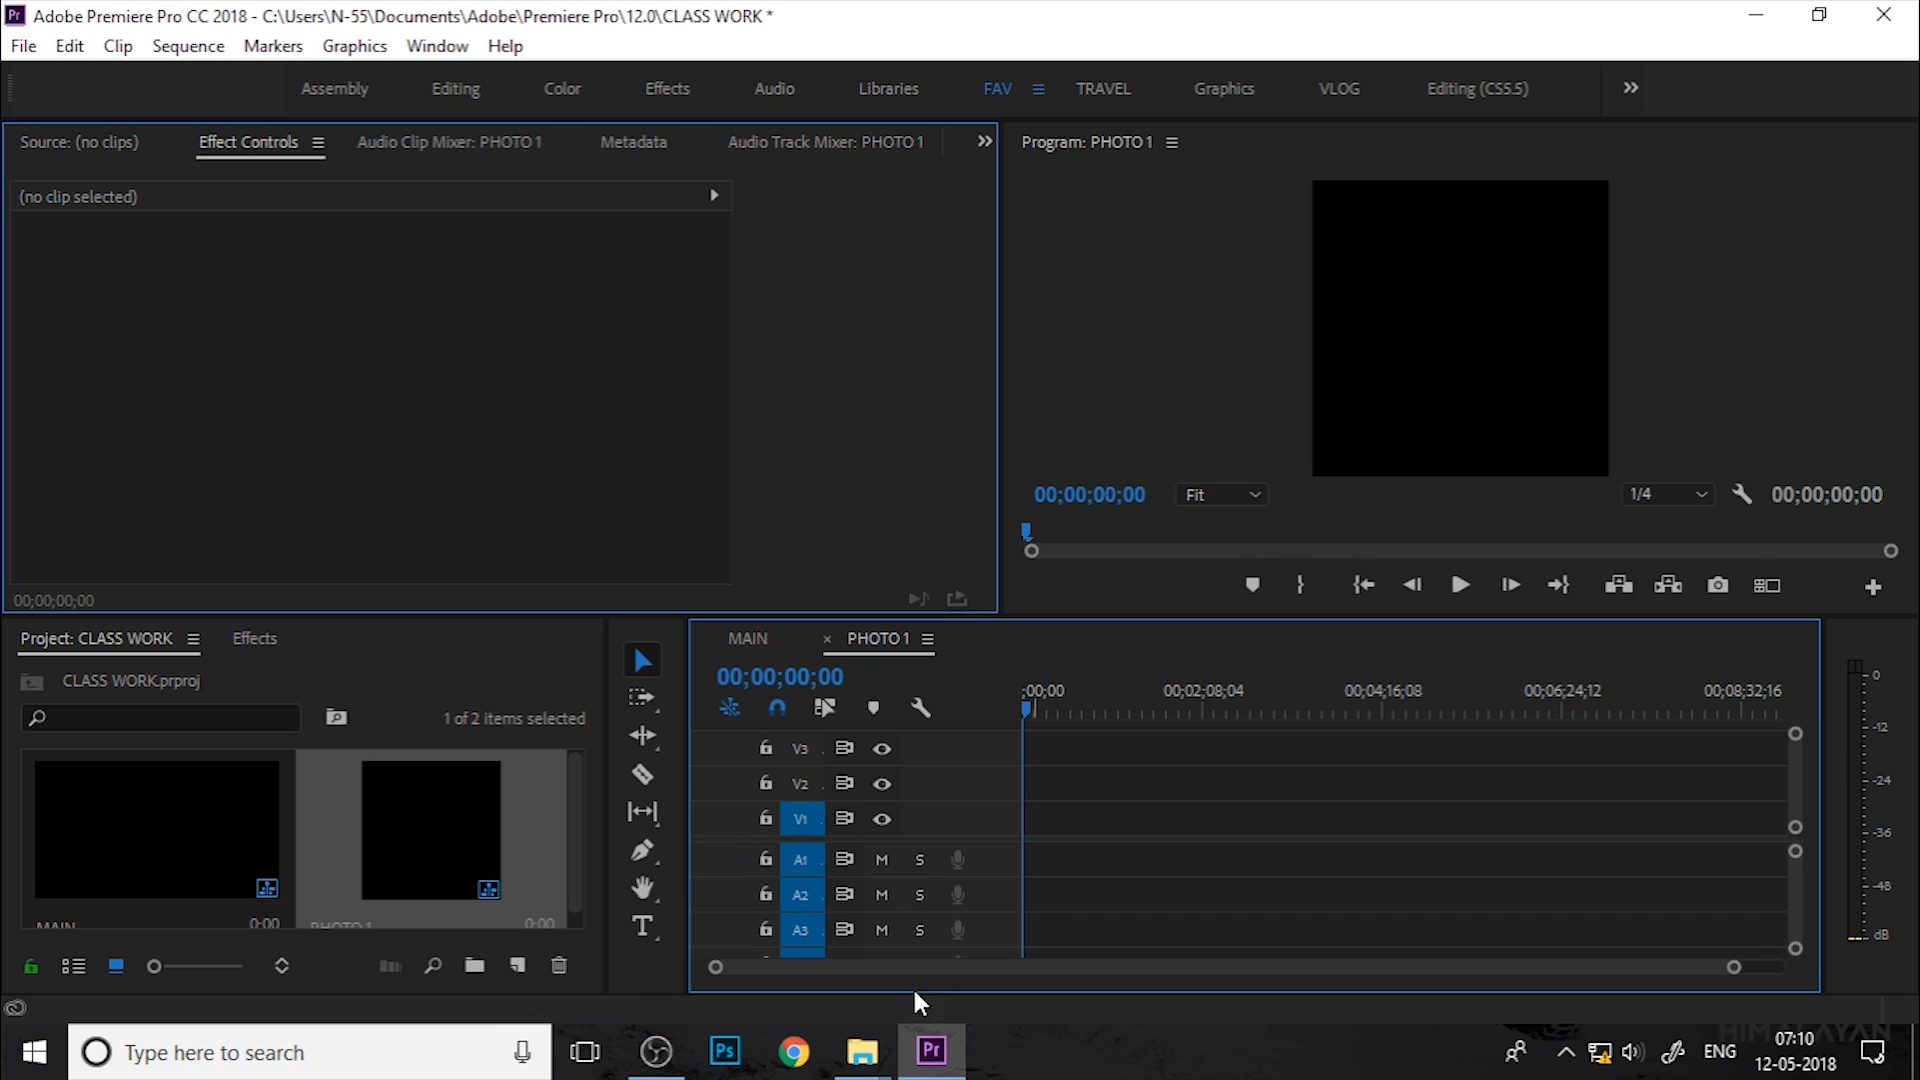 Pr Adobe Premiere Pro CC 2018 - C:\Users\N-55\Documents\Adobe\Premiere Pro\12.0\CLASS WORK *
File Edit Clip Sequence Markers Graphics Window Help
Assembly Editing Color Effects Audio Libraries FAV TRAVEL Graphics VLOG Editing (CS5.5)
Source: (no clips) Effect Controls Audio Clip Mixer: PHOTO 1 Metadata Audio Track Mixer: PHOTO 1 Program: PHOTO 1
(no clip selected)
00;00;00;00 Fit 1/4 00;00;00;00
00;00;00;00
Project: CLASS WORK Effects MAIN × PHOTO 1
CLASS WORK.prproj 00;00;00;00
;00;00 00;02;08;04 00;04;16;08 00;06;24;12 00;08;32;16
1 of 2 items selected
V3
V2
V1
A1 M S
A2 M S
A3 M S
0
-12
-24
-36
-48
dB
MAIN 0:00 PHOTO 1 0:00
HIMALAYAN
Type here to search Ps Pr ENG 07:10
12-05-2018